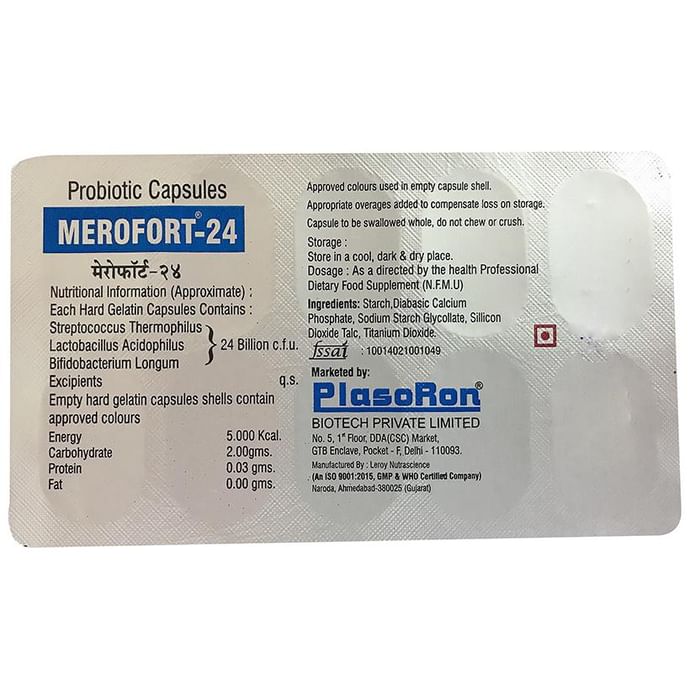 Probiotic Capsules
MEROFORT®-24
मेरोफॉर्ट-२४
Nutritional Information (Approximate) :
Each Hard Gelatin Capsules Contains :
Streptococcus Thermophilus
Lactobacillus Acidophilus
24 Billion c.f.u.
Bifidobacterium Longum
Excipients q.s.
Empty hard gelatin capsules shells contain
approved colours
Energy 5.000 Kcal.
Carbohydrate 2.00gms.
Protein 0.03 gms.
Fat 0.00 gms.
Approved colours used in empty capsule shell.
Appropriate overages added to compensate loss on storage.
Capsule to be swallowed whole, do not chew or crush.
Storage :
Store in a cool, dark & dry place.
Dosage : As a directed by the health Professional
Dietary Food Supplement (N.F.M.U)
Ingredients: Starch,Diabasic Calcium
Phosphate, Sodium Starch Glycollate, Sillicon
Dioxide Talc, Titanium Dioxide.
fssai : 10014021001049
Marketed by:
PlasoRon®
BIOTECH PRIVATE LIMITED
No. 5, 1st Floor, DDA(CSC) Market,
GTB Enclave, Pocket - F, Delhi - 110093.
Manufactured By : Leroy Nutrascience
(An ISO 9001:2015, GMP & WHO Certified Company)
Naroda, Ahmedabad-380025 (Gujarat)